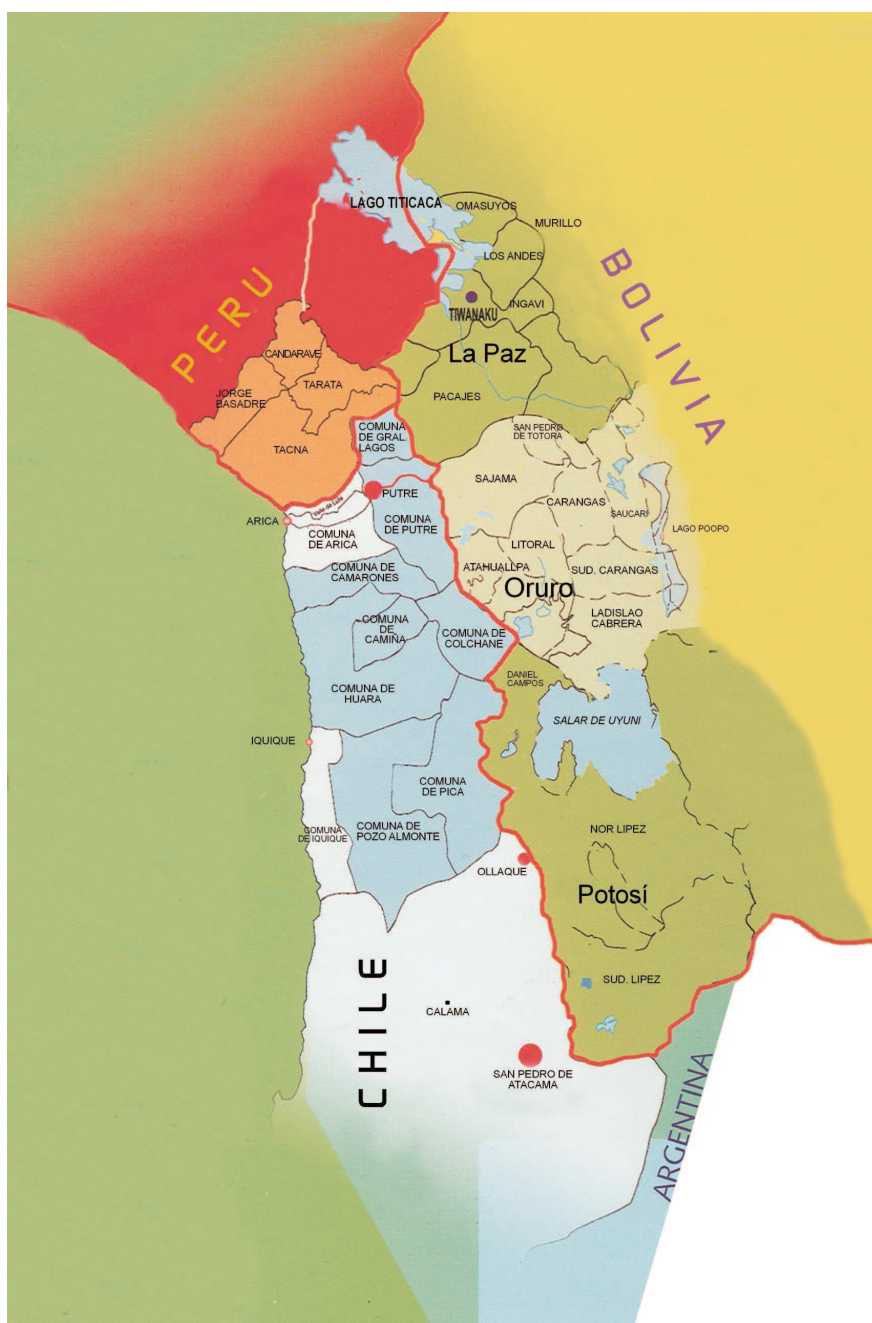 LAGO TITICACA
OMASUYOS
MURILLO
LOS ANDES
INGAVI
TIWANAKU
PERU
BOLIVIA
La Paz
CANDARAVE
TARATA
JORGE
BASADRE
TACNA
PACAJES
COMUNA
DE GRAL.
LAGOS
SAN PEDRO
DE TOTORA
SAJAMA
CARANGAS
SAUCARI
LAGO POOPO
PUTRE
Valle de Lluta
ARICA
COMUNA
DE ARICA
COMUNA
DE PUTRE
LITORAL
COMUNA DE
CAMARONES
ATAHUALLPA
SUD. CARANGAS
Oruro
LADISLAO
CABRERA
COMUNA
DE
CAMIÑA
COMUNA DE
COLCHANE
DANIEL
CAMPOS
COMUNA DE
HUARA
SALAR DE UYUNI
IQUIQUE
COMUNA
DE PICA
COMUNA
DE IQUIQUE
COMUNA DE
POZO ALMONTE
NOR LIPEZ
OLLAQUE
Potosí
CHILE
SUD. LIPEZ
CALAMA
SAN PEDRO DE
ATACAMA
ARGENTINA